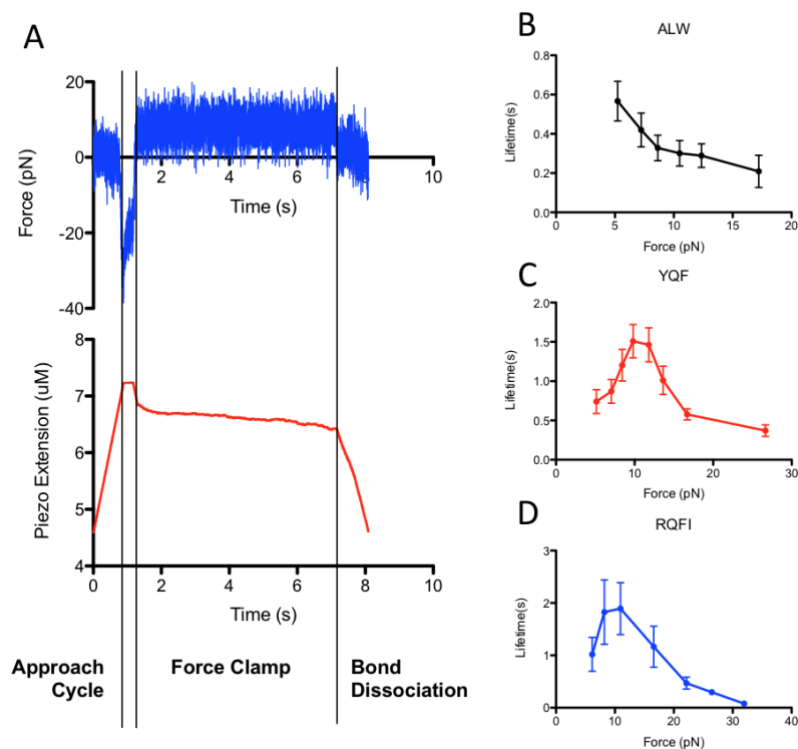 A
Force (pN)
20
0
-20
-40
2
4
6
8
10
Time (s)
Piezo Extension (uM)
8
7
6
5
4
0
2
4
6
8
10
Time (s)
Approach
Cycle
Force Clamp
Bond
Dissociation
B
ALW
Lifetime(s)
0.8
0.6
0.4
0.2
0.0
0
5
10
15
20
Force (pN)
C
YQF
Lifetime(s)
2.0
1.5
1.0
0.5
0.0
0
10
20
30
Force (pN)
D
RQFI
Lifetime(s)
3
2
1
0
0
10
20
30
40
Force (pN)